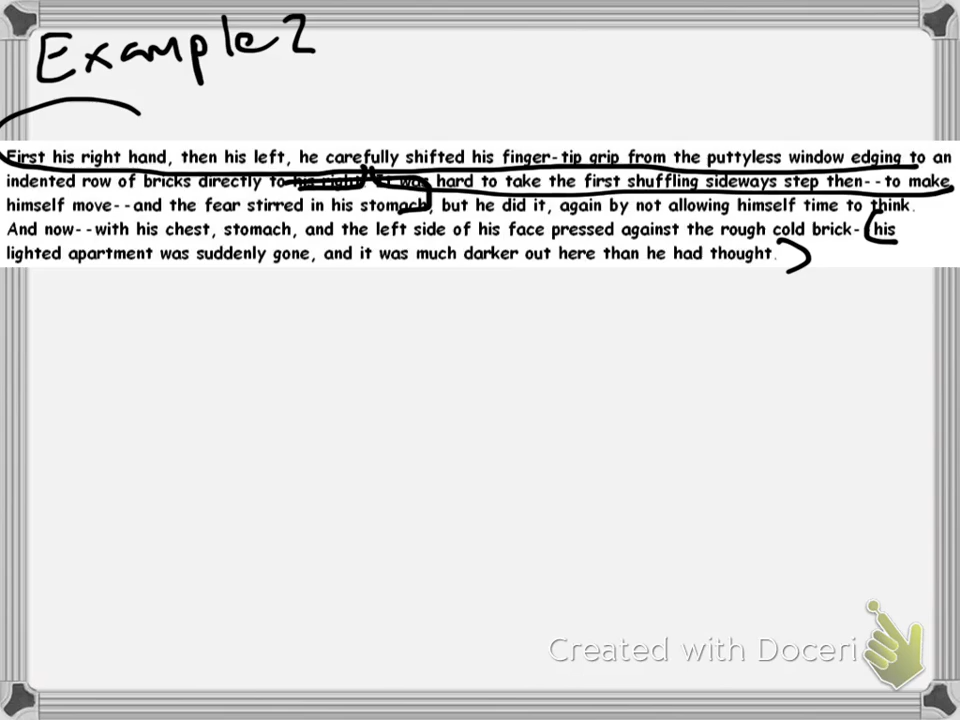 Example 2
First his right hand, then his left, he carefully shifted his finger-tip grip from the puttyless window edging to an
indented row of bricks directly to his right. It was hard to take the first shuffling sideways step then--to make
himself move--and the fear stirred in his stomach, but he did it, again by not allowing himself time to think.
And now--with his chest, stomach, and the left side of his face pressed against the rough cold brick-(his
lighted apartment was suddenly gone, and it was much darker out here than he had thought.)
Created with Doceri